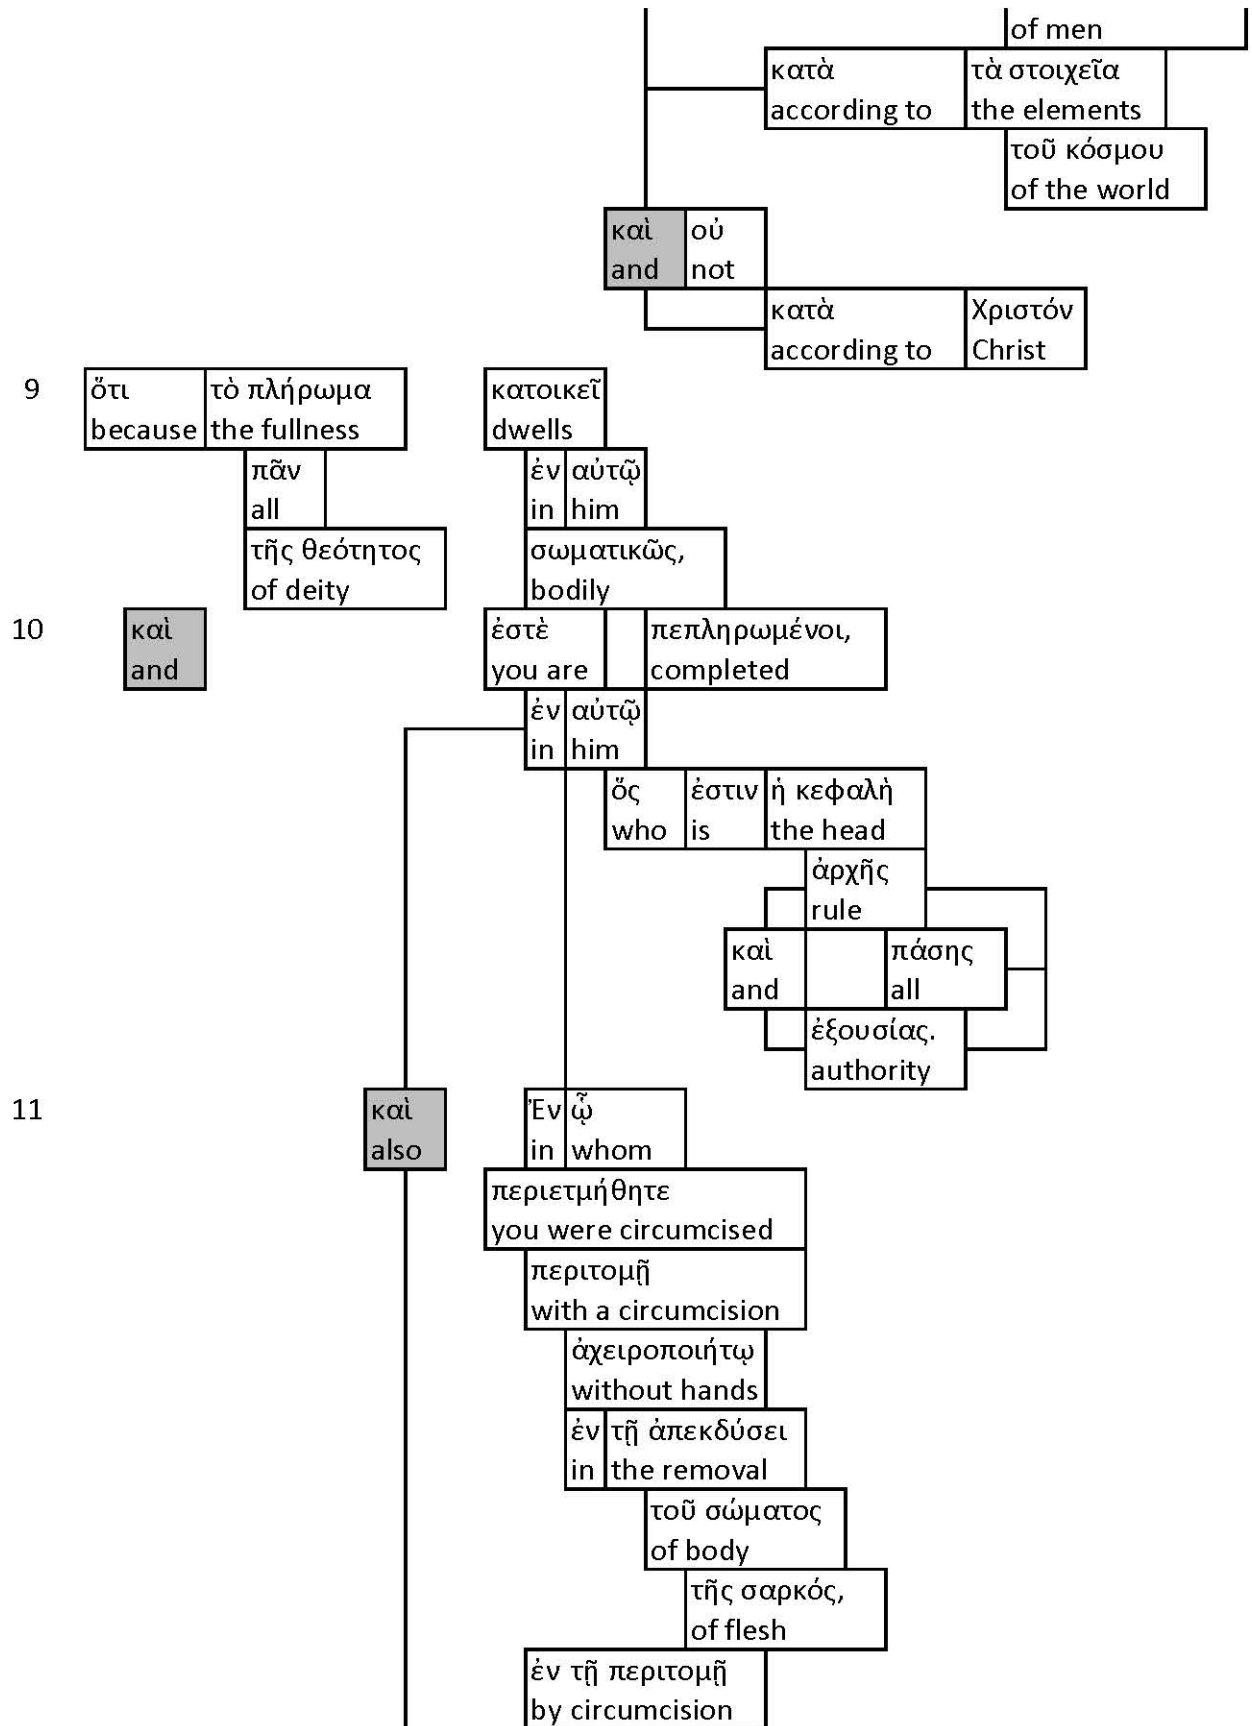 of men
κατὰ τὰ στοιχεῖα
according to the elements
τοῦ κόσμου
of the world
καὶ οὐ
and not
κατὰ Χριστόν
according to Christ
9 ὅτι τὸ πλήρωμα κατοικεῖ
because the fullness dwells
πᾶν ἐν αὐτῷ
all in him
τῆς θεότητος σωματικῶς,
of deity bodily
10 καὶ ἐστὲ πεπληρωμένοι,
and you are completed
ἐν αὐτῷ
in him
ὅς ἐστιν ἡ κεφαλὴ
who is the head
ἀρχῆς
rule
καὶ πάσης
and all
ἐξουσίας.
authority
11 καὶ Ἐν ᾧ
also in whom
περιετμήθητε
you were circumcised
περιτομῇ
with a circumcision
ἀχειροποιήτῳ
without hands
ἐν τῇ ἀπεκδύσει
in the removal
τοῦ σώματος
of body
τῆς σαρκός,
of flesh
ἐν τῇ περιτομῇ
by circumcision